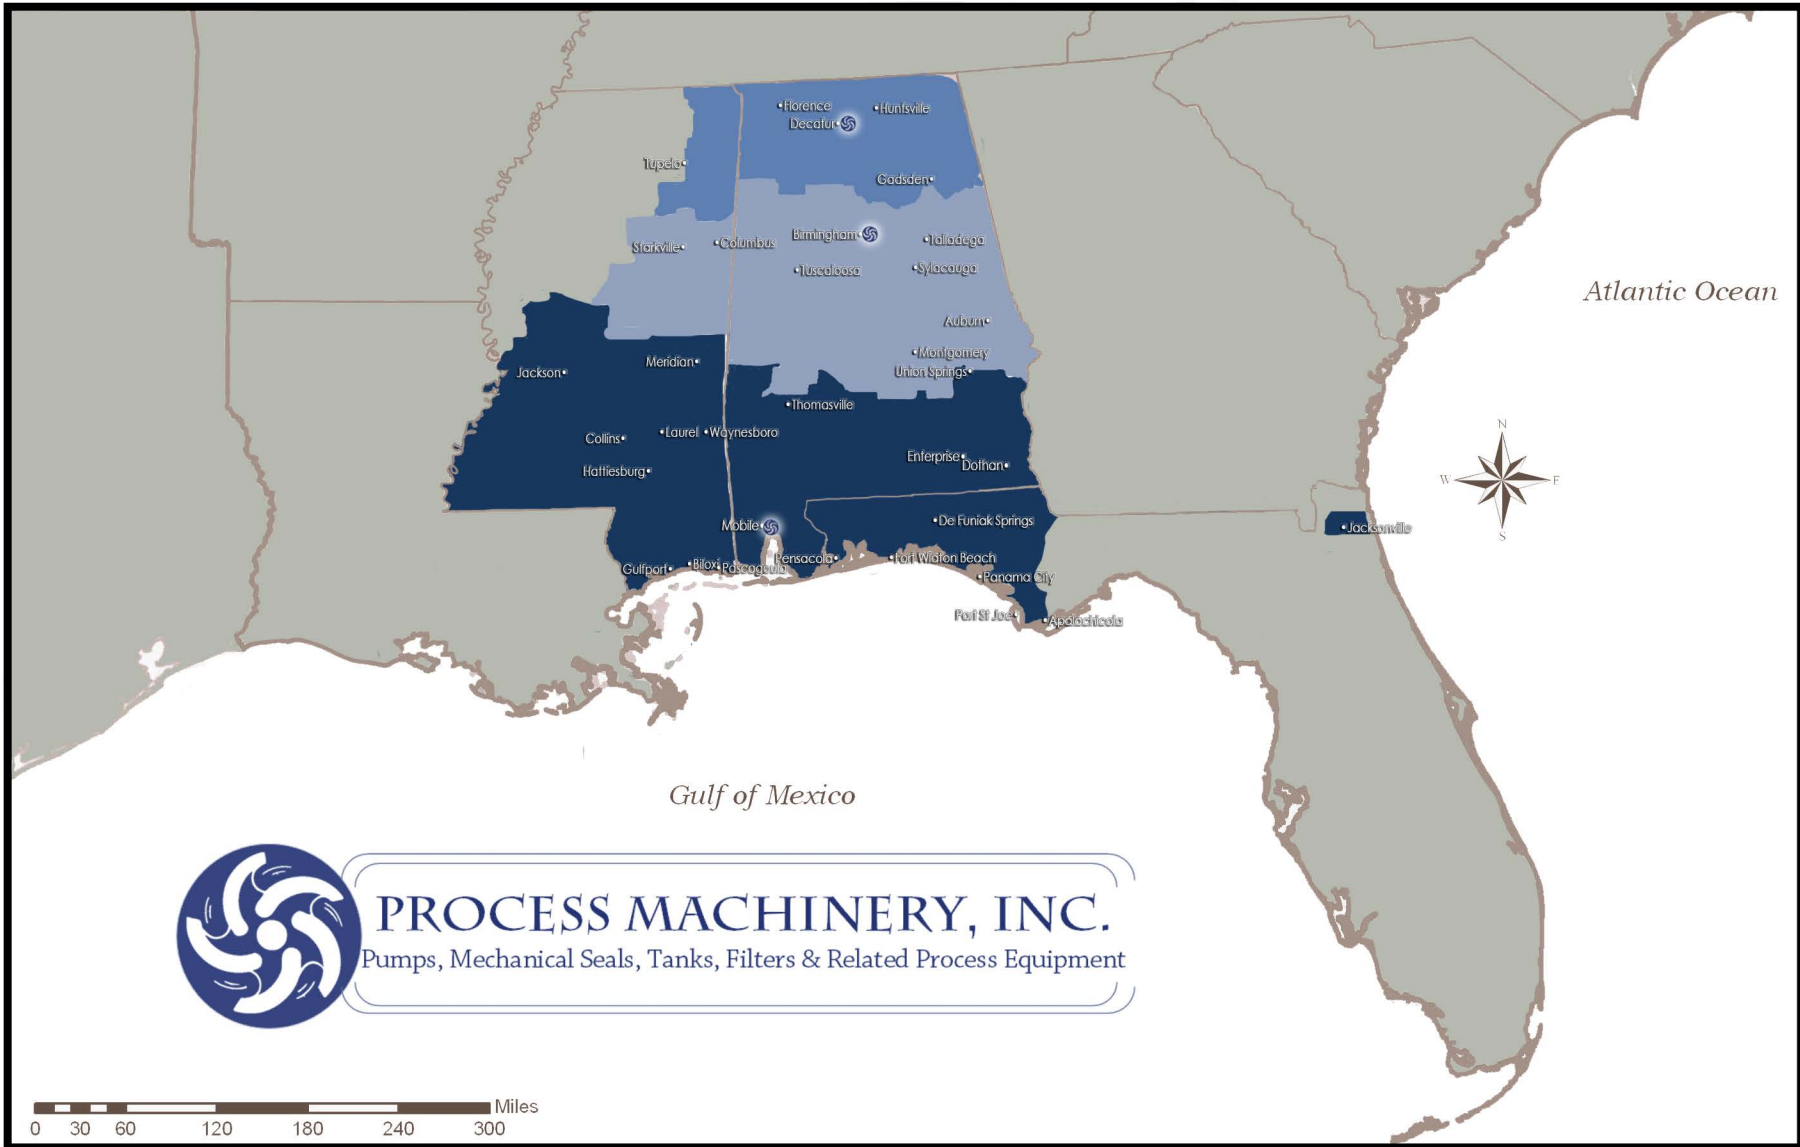 Florence
Huntsville
Decatur
Tupelo
Gadsden
Birmingham
Starkville
Columbus
Talladega
Tuscaloosa
Sylacauga
Atlantic Ocean
Auburn
Montgomery
Meridian
Union Springs
Jackson
Thomasville
Collins
Laurel
Waynesboro
Enterprise
Dothan
Hattiesburg
N
W
E
S
Mobile
De Funiak Springs
Jacksonville
Pensacola
Fort Walton Beach
Gulfport
Biloxi
Pascagoula
Panama City
Port St Joe
Apalachicola
Gulf of Mexico
PROCESS MACHINERY, INC.
Pumps, Mechanical Seals, Tanks, Filters & Related Process Equipment
Miles
0 30 60 120 180 240 300